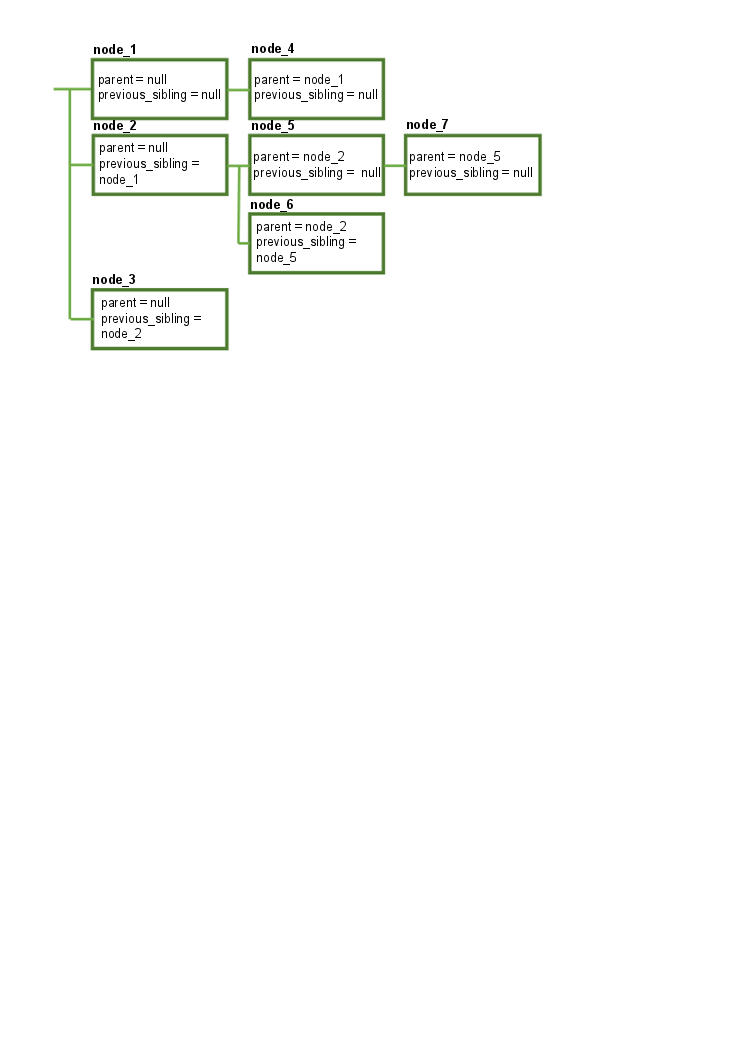 node_1
parent = null
previous_sibling = null
node_4
parent = node_1
previous_sibling = null
node_2
parent = null
previous_sibling =
node_1
node_5
parent = node_2
previous_sibling = null
node_7
parent = node_5
previous_sibling = null
node_6
parent = node_2
previous_sibling =
node_5
node_3
parent = null
previous_sibling =
node_2